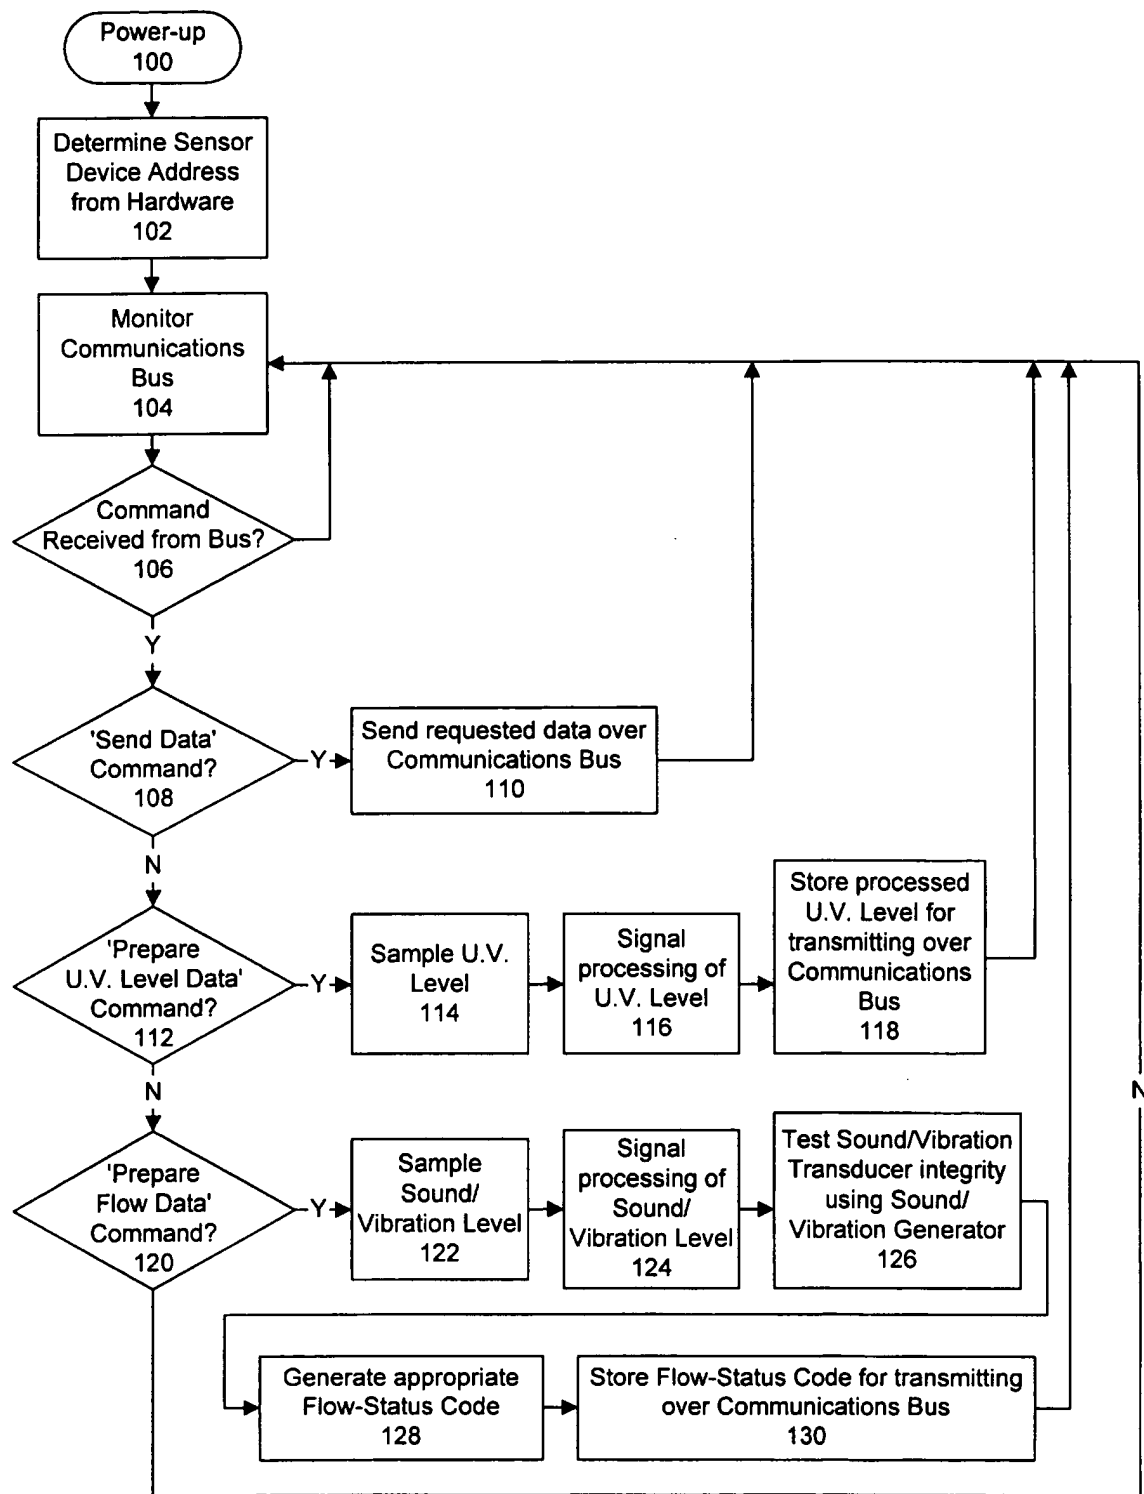 Power-up
100
Determine Sensor
Device Address
from Hardware
102
Monitor
Communications
Bus
104
Command
Received from Bus?
106
Y
'Send Data'
Command?
108
Y
Send requested data over
Communications Bus
110
N
'Prepare
U.V. Level Data'
Command?
112
Y
Sample U.V.
Level
114
Signal
processing of
U.V. Level
116
Store processed
U.V. Level for
transmitting over
Communications
Bus
118
N
N
'Prepare
Flow Data'
Command?
120
Y
Sample
Sound/
Vibration Level
122
Signal
processing of
Sound/
Vibration Level
124
Test Sound/Vibration
Transducer integrity
using Sound/
Vibration Generator
126
Generate appropriate
Flow-Status Code
128
Store Flow-Status Code for transmitting
over Communications Bus
130